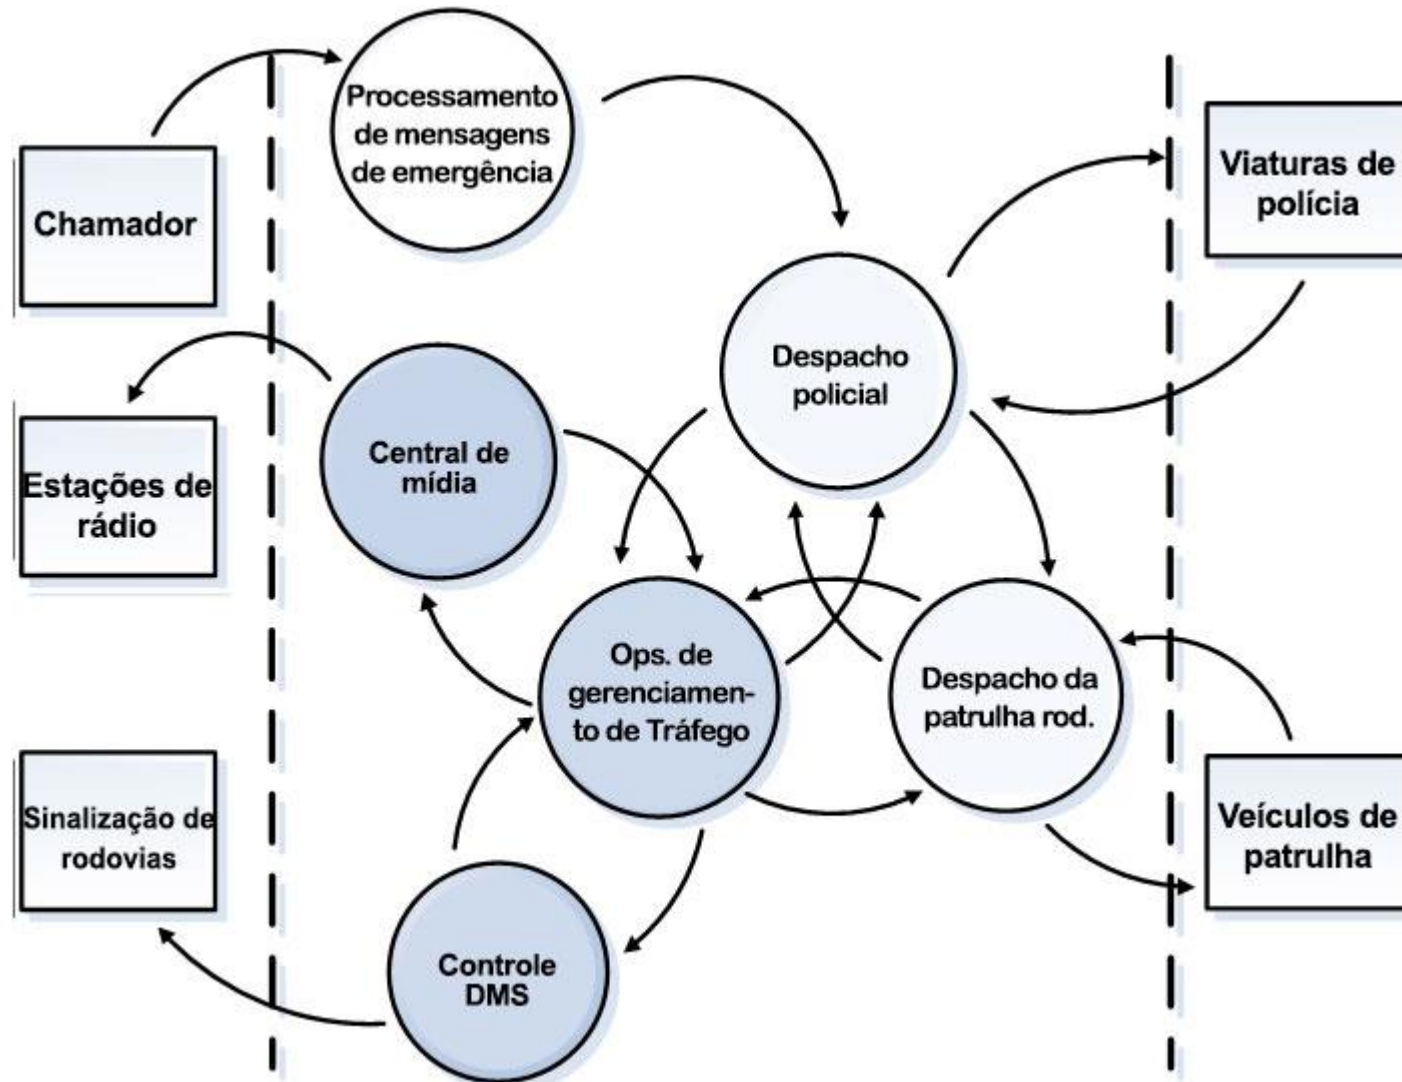 Processamento
de mensagens
de emergência
Chamador
Viaturas de
polícia
Despacho
policial
Central de
mídia
Estações de
rádio
Ops. de
gerenciamen-
to de Tráfego
Despacho da
patrulha rod.
Sinalização de
rodovias
Veículos de
patrulha
Controle
DMS